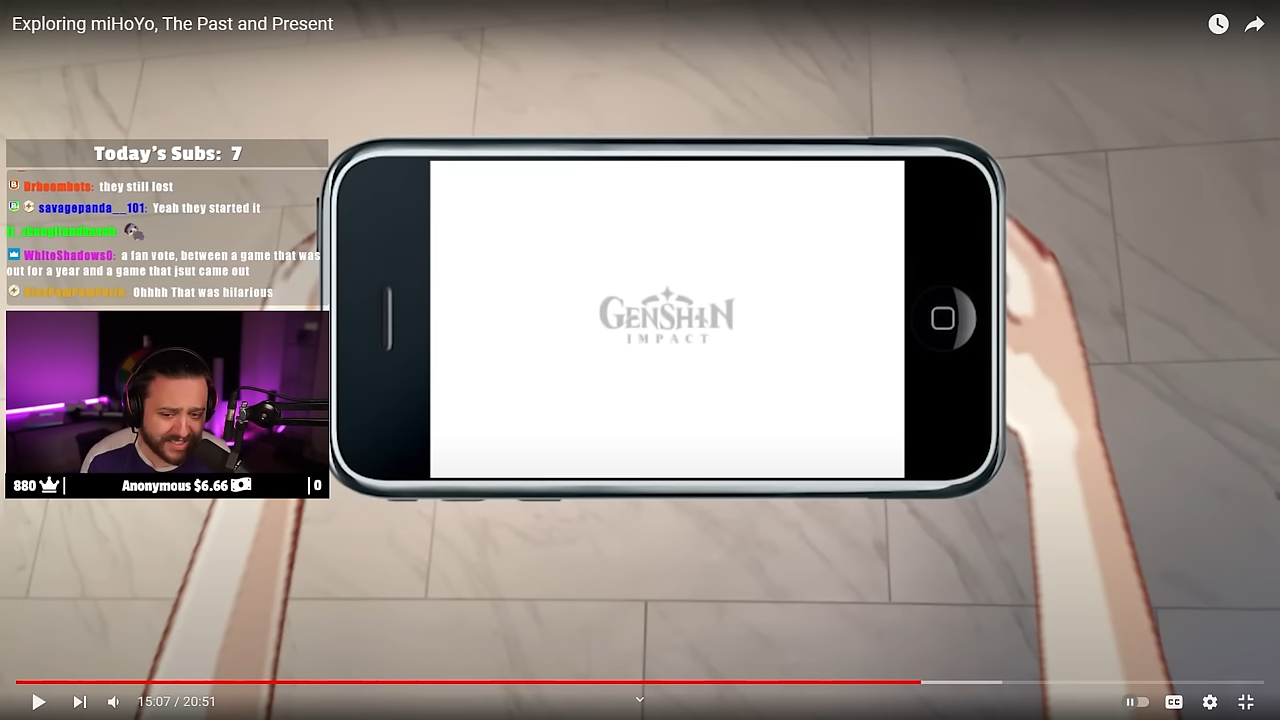 Exploring miHoYo, The Past and Present
Today's Subs: 7
Drboombots: they still lost
savagepanda__101: Yeah they started it
WhiteShadows0: a fan vote, between a game that was
out for a year and a game that jsut came out
Ohhhh That was hilarious
GENSHIN
IMPACT
880
Anonymous $6.66
0
15:07 / 20:51
CC